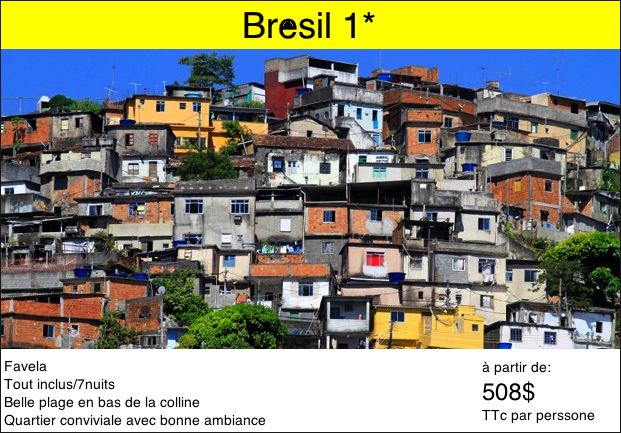 Bresil 1*
Favela
Tout inclus/7nuits
Belle plage en bas de la colline
Quartier conviviale avec bonne ambiance
à partir de:
508$
TTc par perssone